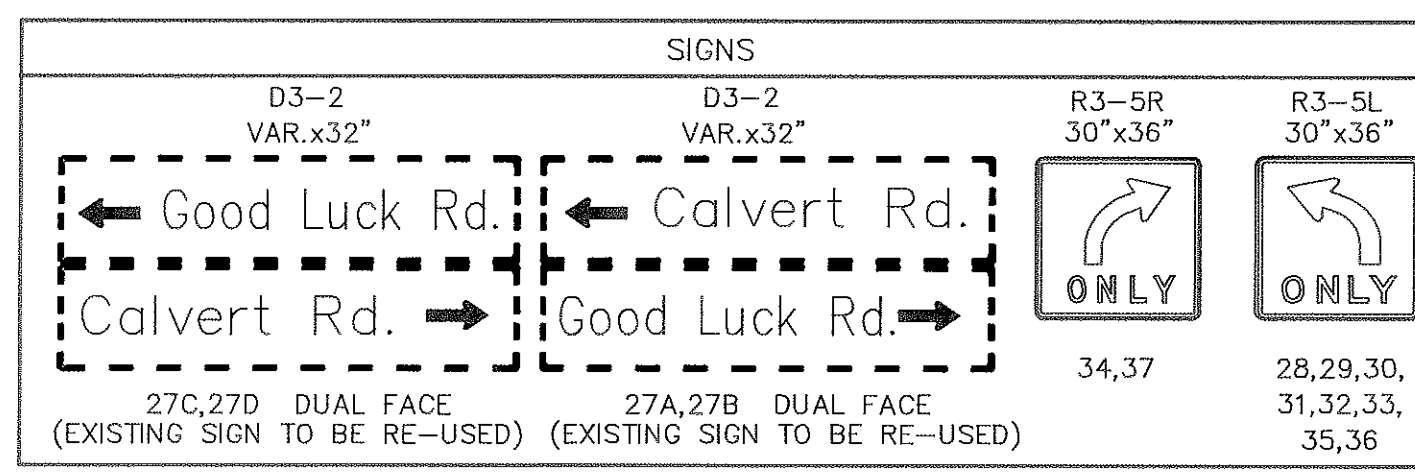 SIGNS
D3-2
VAR.x32"
← Good Luck Rd.
Calvert Rd. →
27C,27D DUAL FACE
(EXISTING SIGN TO BE RE-USED)
D3-2
VAR.x32"
← Calvert Rd.
Good Luck Rd. →
27A,27B DUAL FACE
(EXISTING SIGN TO BE RE-USED)
R3-5R
30"x36"
ONLY
34,37
R3-5L
30"x36"
ONLY
28,29,30,
31,32,33,
35,36